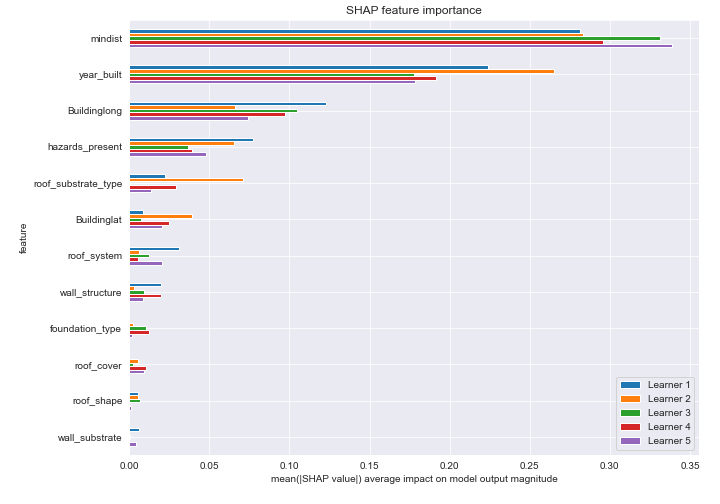 SHAP feature importance
mindist
year_built
Buildinglong
hazards_present
roof_substrate_type
Buildinglat
roof_system
wall_structure
foundation_type
roof_cover
roof_shape
wall_substrate
feature
Learner 1
Learner 2
Learner 3
Learner 4
Learner 5
0.00 0.05 0.10 0.15 0.20 0.25 0.30 0.35
mean(|SHAP value|) average impact on model output magnitude